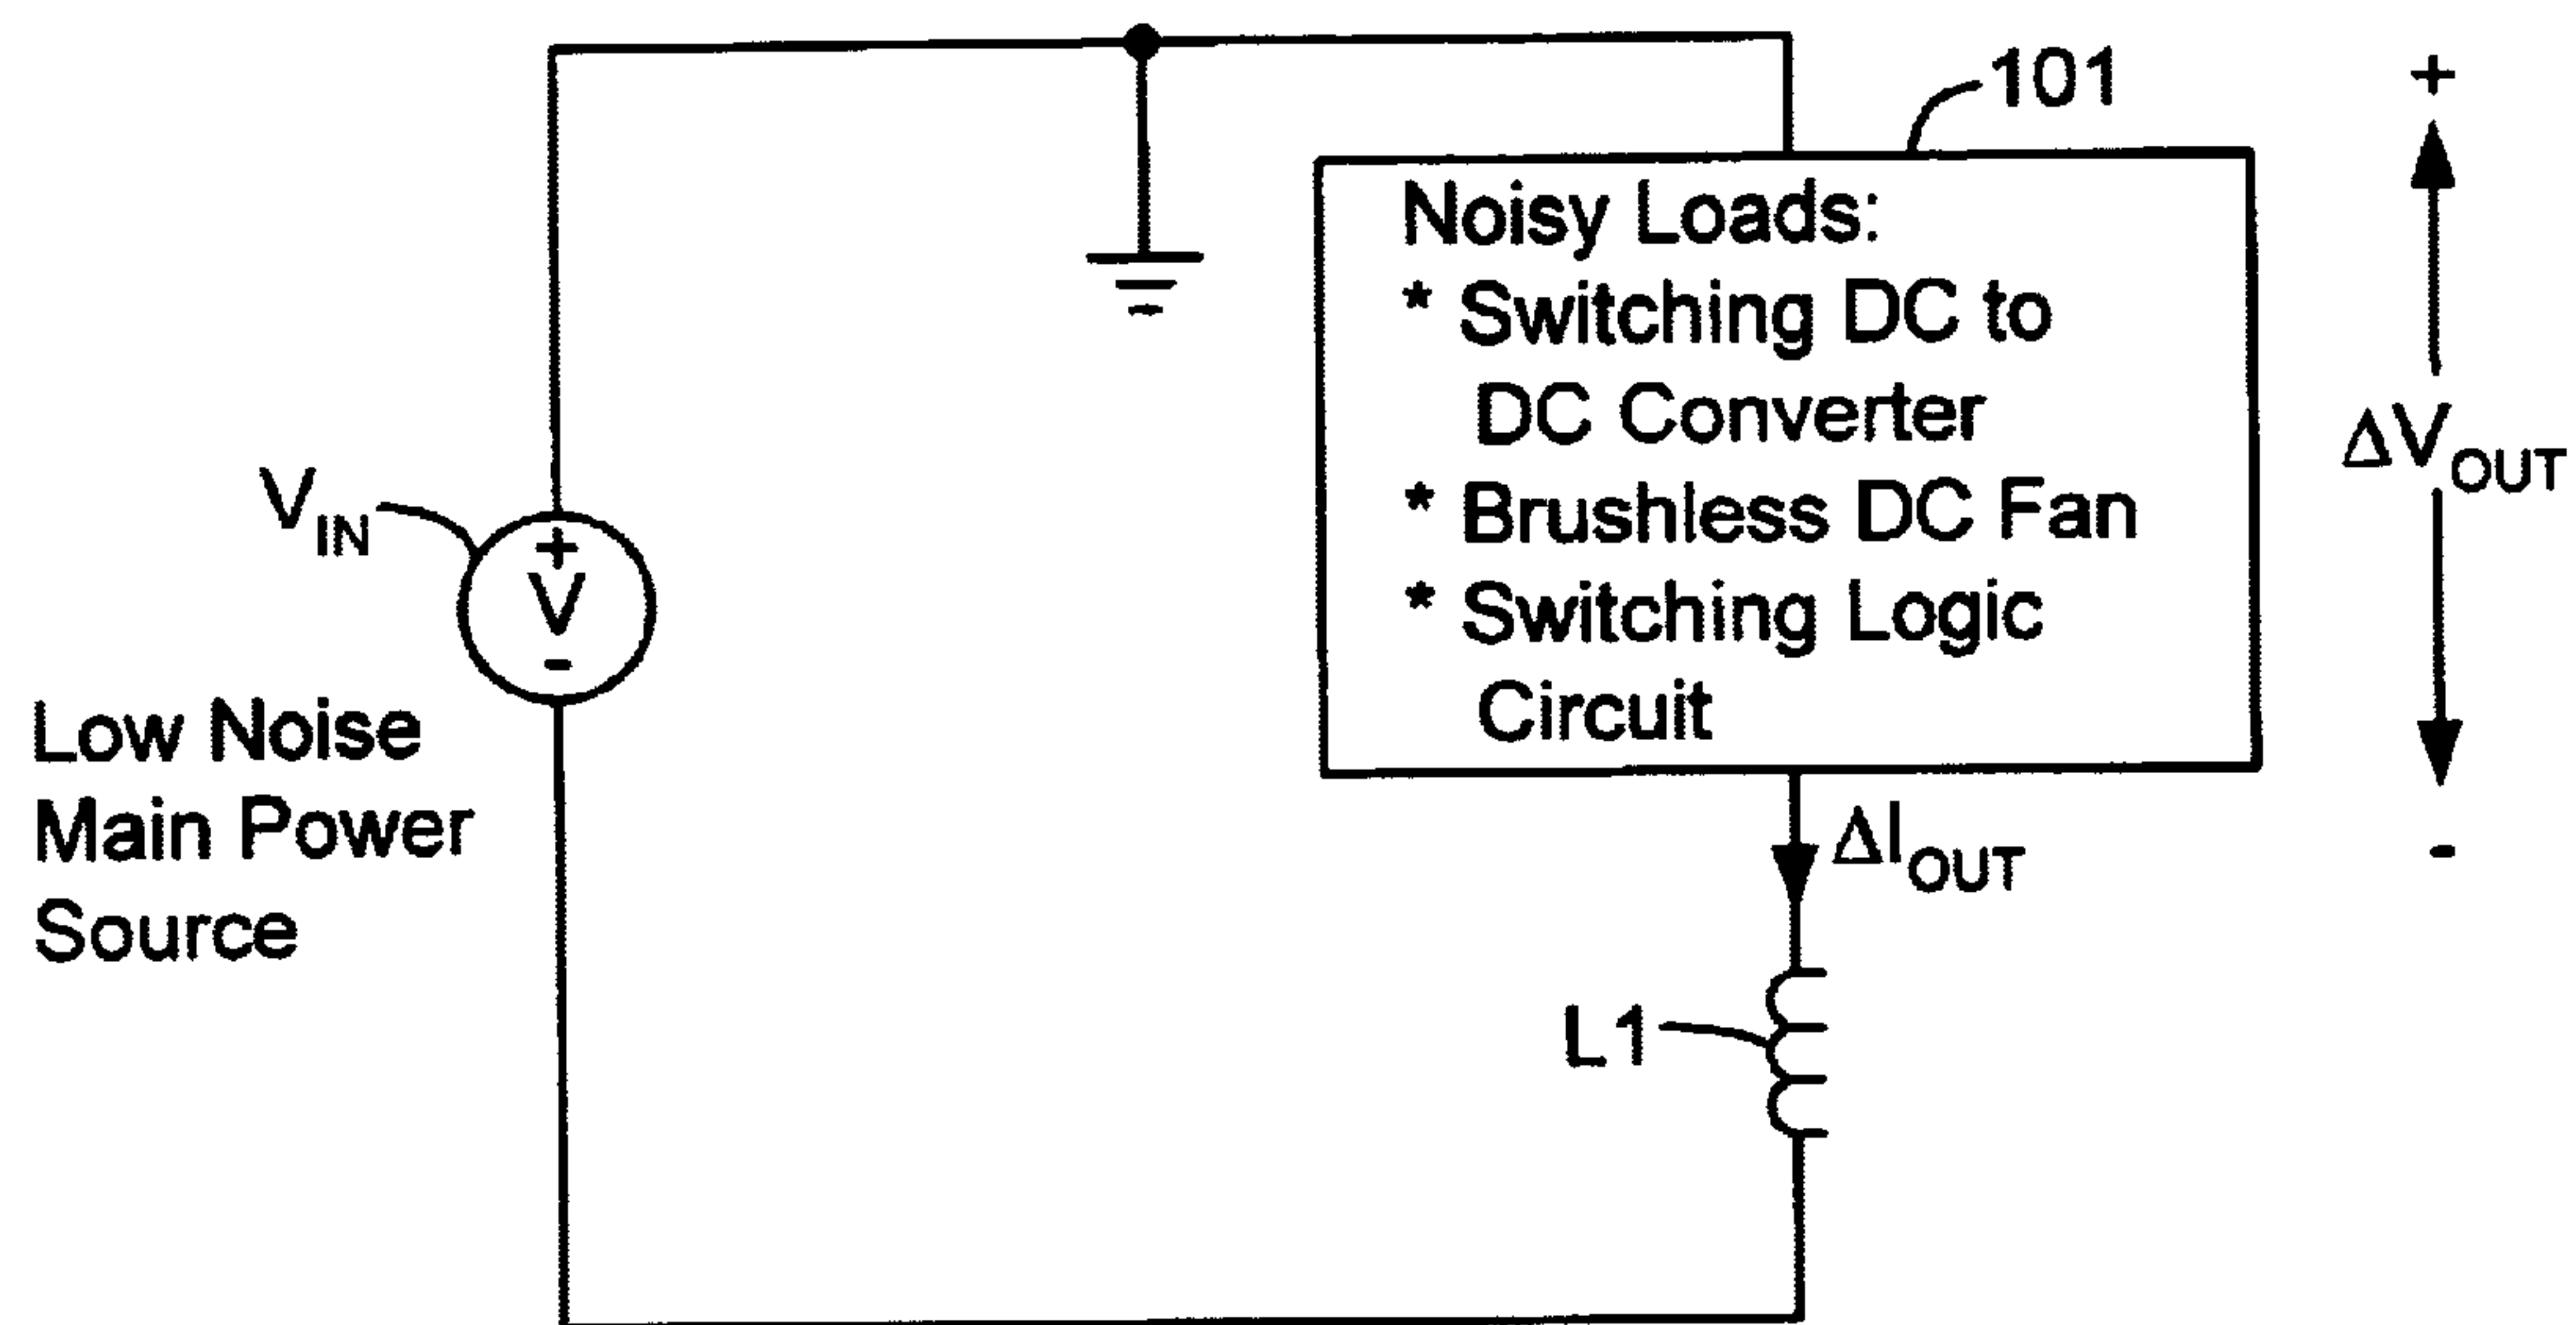 101
+
Noisy Loads:
* Switching DC to
DC Converter
* Brushless DC Fan
* Switching Logic
Circuit
ΔV_OUT
-
V_IN
+
V
-
Low Noise
Main Power
Source
ΔI_OUT
L1